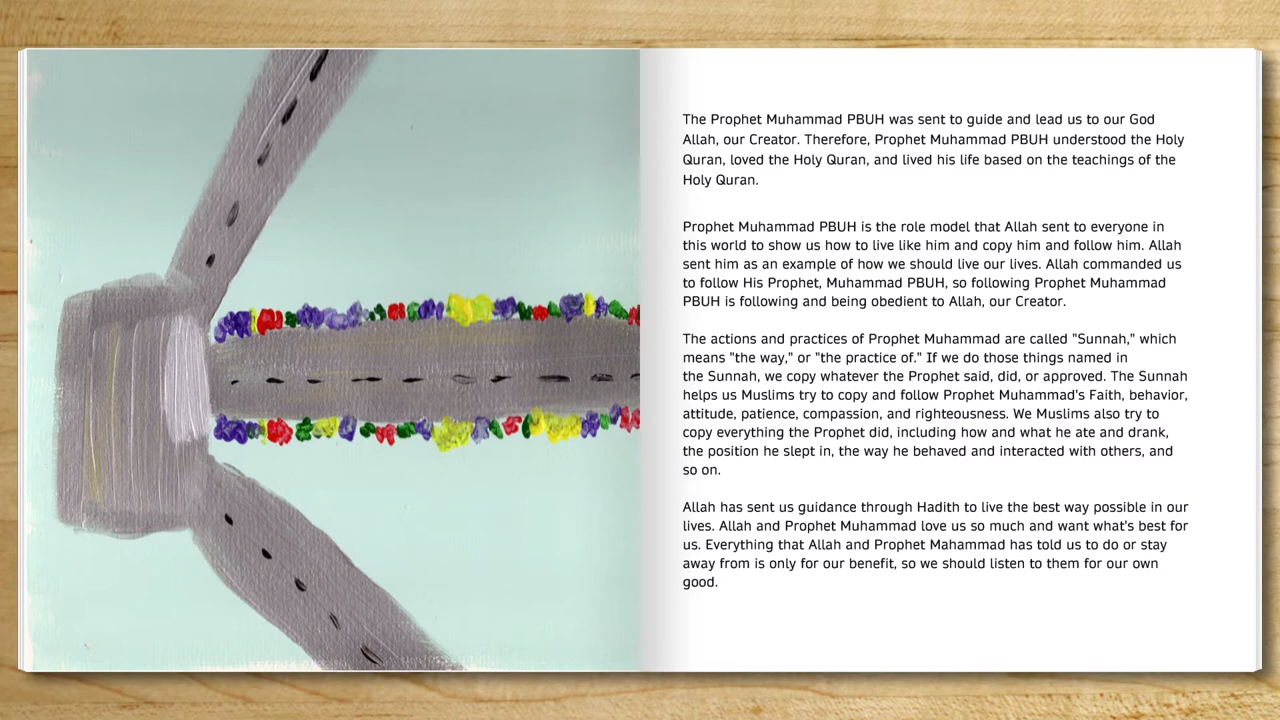 The Prophet Muhammad PBUH was sent to guide and lead us to our God
Allah, our Creator. Therefore, Prophet Muhammad PBUH understood the Holy
Quran, loved the Holy Quran, and lived his life based on the teachings of the
Holy Quran.
Prophet Muhammad PBUH is the role model that Allah sent to everyone in
this world to show us how to live like him and copy him and follow him. Allah
sent him as an example of how we should live our lives. Allah commanded us
to follow His Prophet, Muhammad PBUH, so following Prophet Muhammad
PBUH is following and being obedient to Allah, our Creator.
The actions and practices of Prophet Muhammad are called "Sunnah," which
means "the way," or "the practice of." If we do those things named in
the Sunnah, we copy whatever the Prophet said, did, or approved. The Sunnah
helps us Muslims try to copy and follow Prophet Muhammad's Faith, behavior,
attitude, patience, compassion, and righteousness. We Muslims also try to
copy everything the Prophet did, including how and what he ate and drank,
the position he slept in, the way he behaved and interacted with others, and
so on.
Allah has sent us guidance through Hadith to live the best way possible in our
lives. Allah and Prophet Muhammad love us so much and want what's best for
us. Everything that Allah and Prophet Mahammad has told us to do or stay
away from is only for our benefit, so we should listen to them for our own
good.